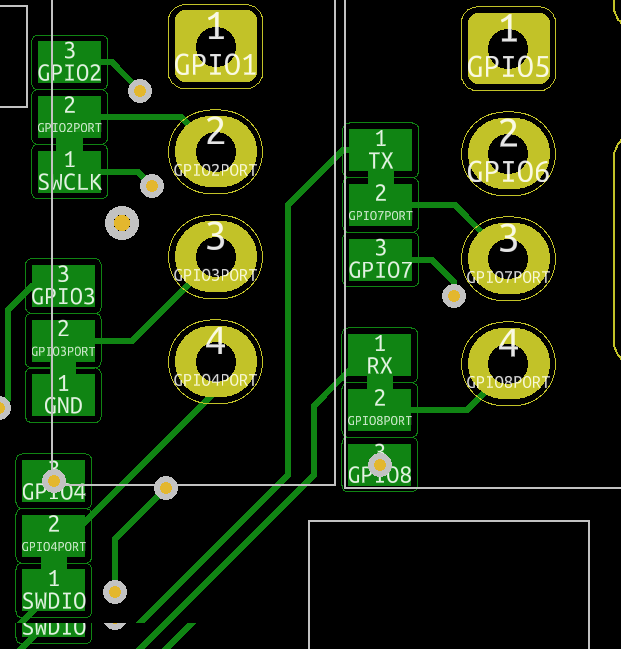 3
GPIO2
2
GPIO2PORT
1
SWCLK
1
GPIO1
2
GPIO2PORT
3
GPIO3PORT
4
GPIO4PORT
3
GPIO3
2
GPIO3PORT
1
GND
3
GPIO4
2
GPIO4PORT
1
SWDIO
SWDIO
1
TX
2
GPIO7PORT
3
GPIO7
1
RX
2
GPIO8PORT
3
GPIO8
1
GPIO5
2
GPIO6
3
GPIO7PORT
4
GPIO8PORT